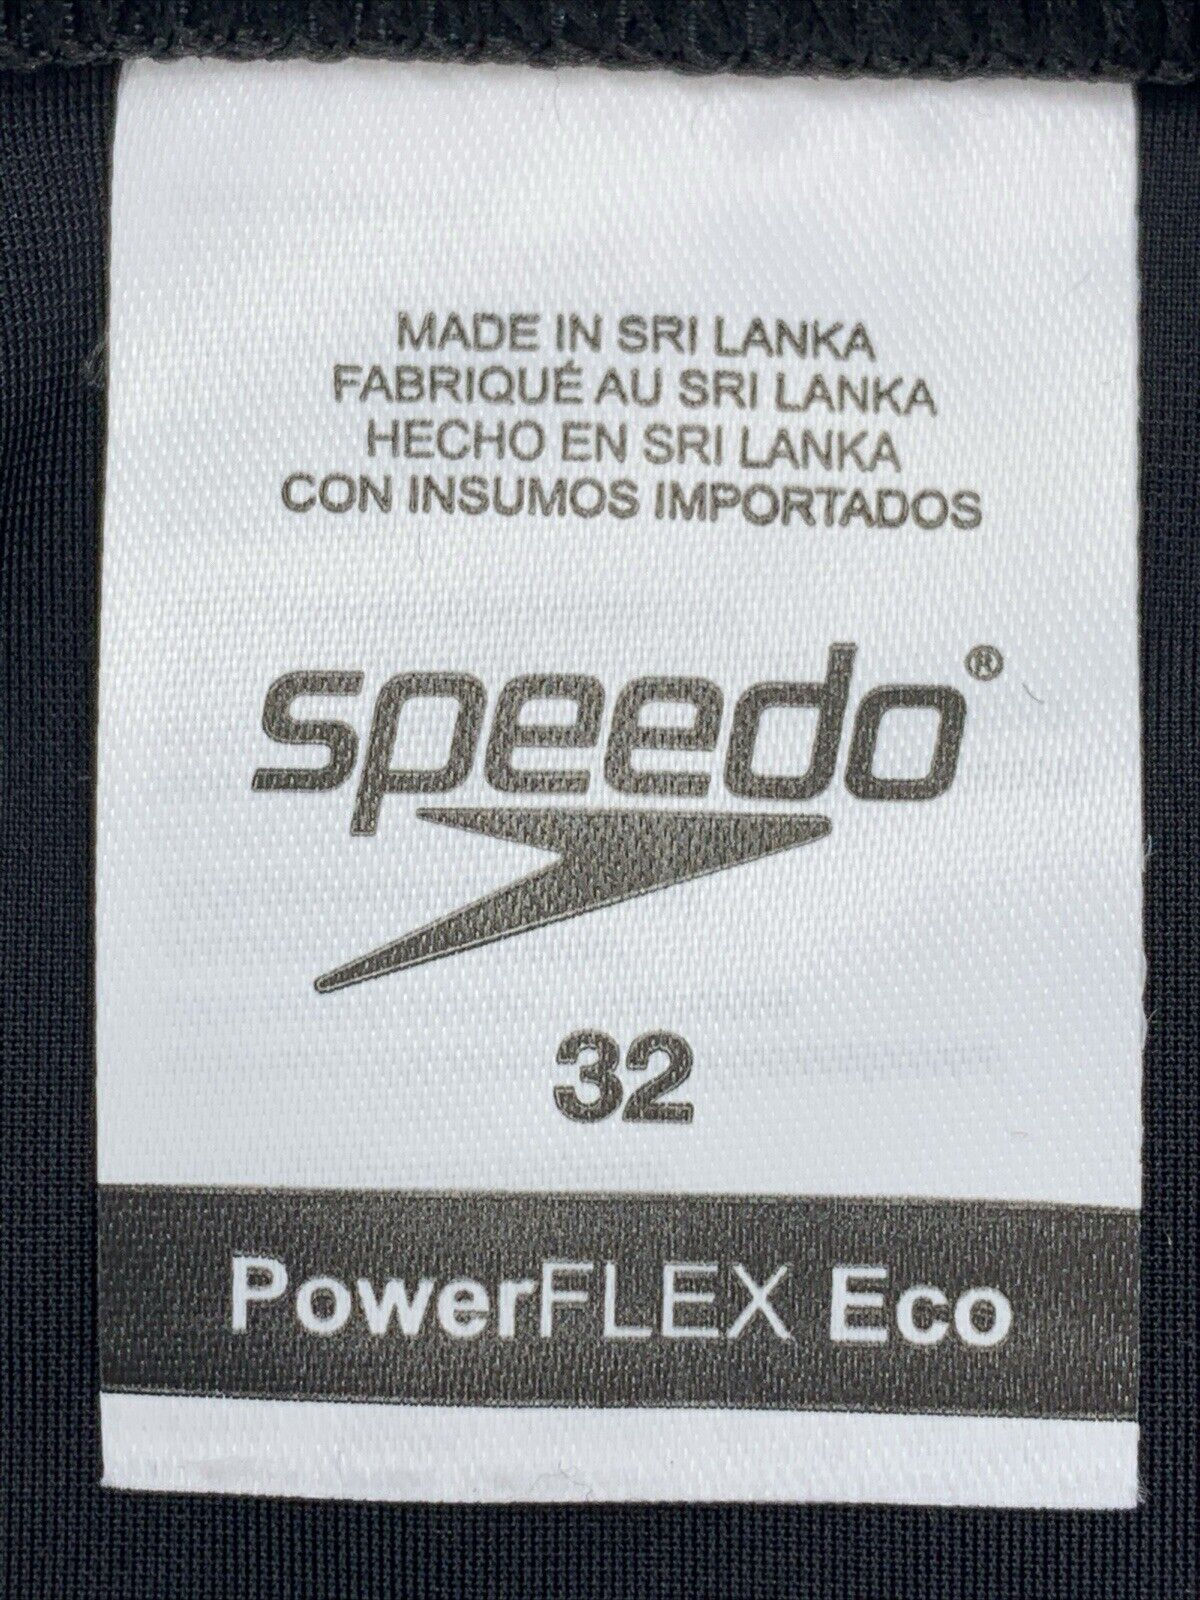 MADE IN SRI LANKA
FABRIQUÉ AU SRI LANKA
HECHO EN SRI LANKA
CON INSUMOS IMPORTADOS
speedo®
32
PowerFLEX Eco